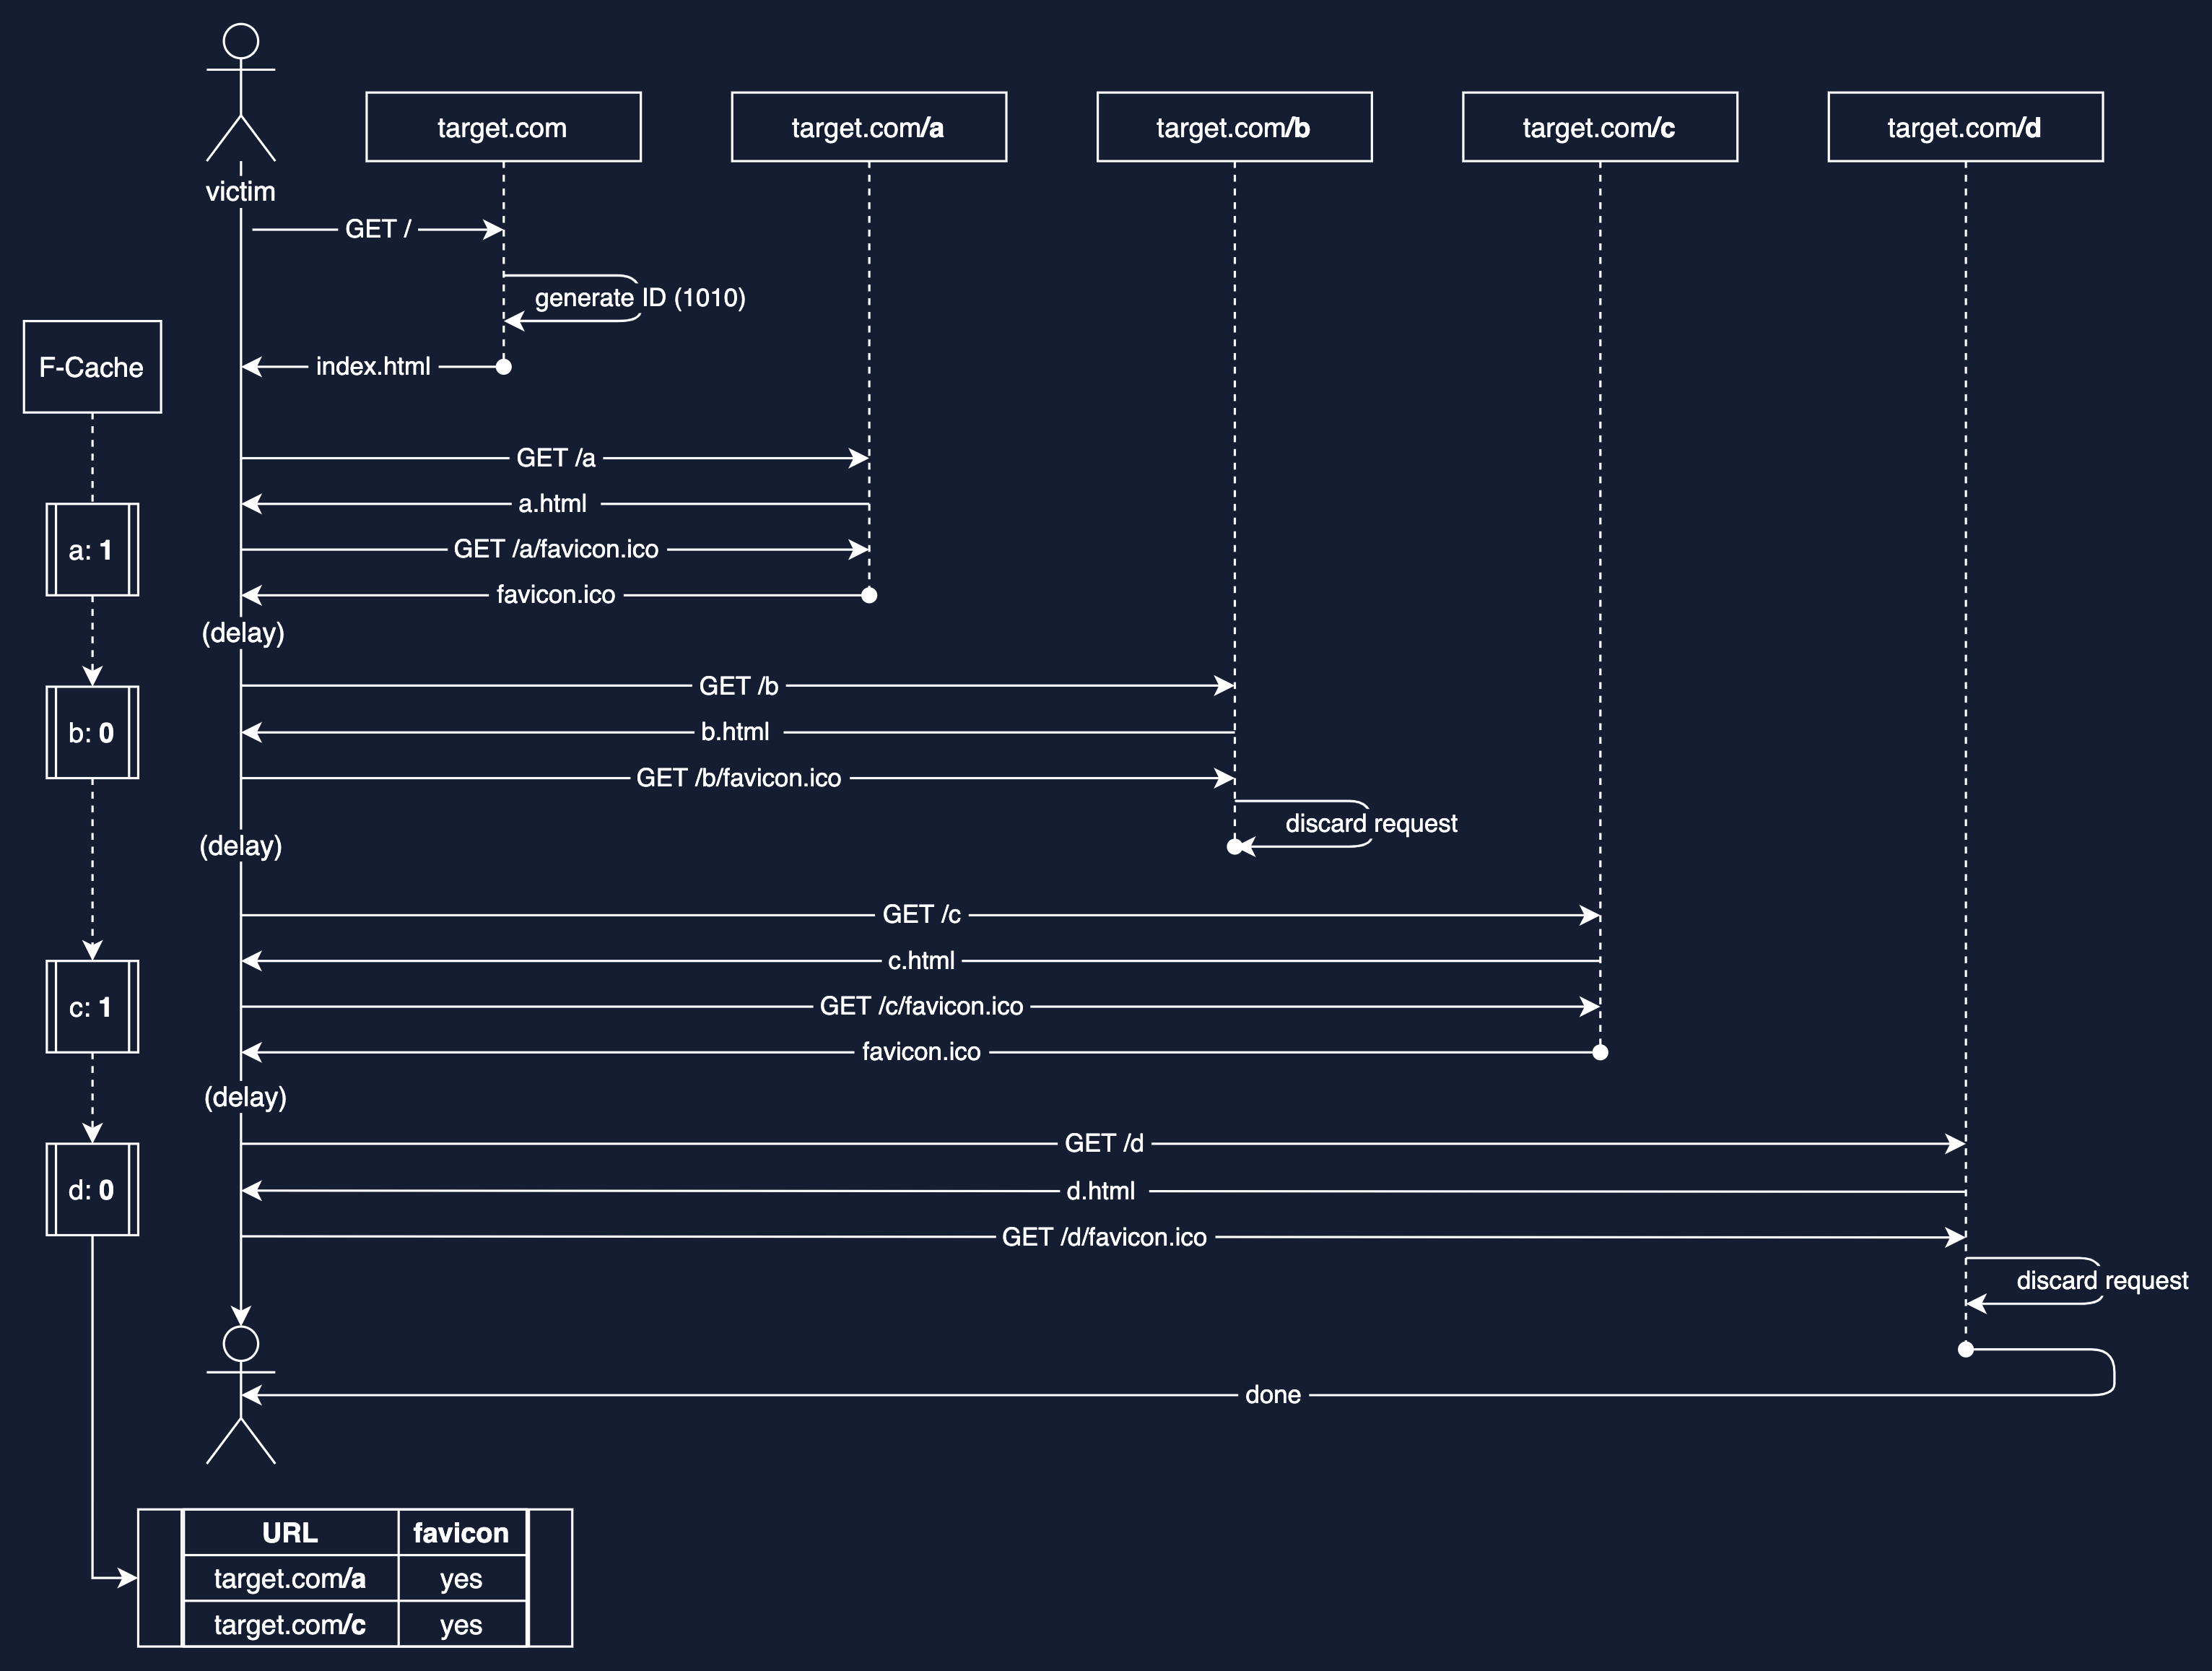 target.com
target.com/a
target.com/b
target.com/c
target.com/d
victim
GET /
generate ID (1010)
F-Cache
index.html
GET /a
a.html
a: 1
GET /a/favicon.ico
favicon.ico
(delay)
GET /b
b: 0
b.html
GET /b/favicon.ico
discard request
(delay)
GET /c
c.html
c: 1
GET /c/favicon.ico
favicon.ico
(delay)
GET /d
d: 0
d.html
GET /d/favicon.ico
discard request
done
URL favicon
target.com/a yes
target.com/c yes